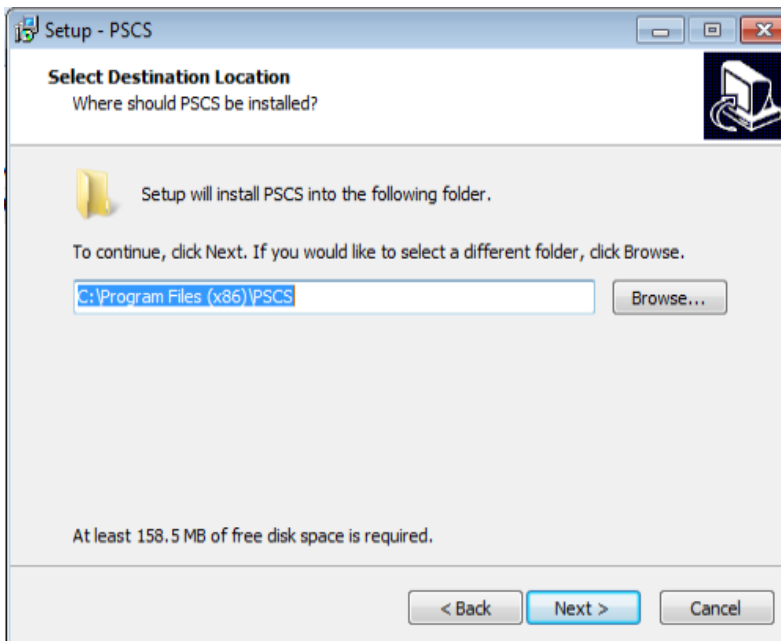 Setup - PSCS
Select Destination Location
Where should PSCS be installed?
Setup will install PSCS into the following folder.
To continue, click Next. If you would like to select a different folder, click Browse.
C:\Program Files (x86)\PSCS
Browse...
At least 158.5 MB of free disk space is required.
< Back
Next >
Cancel